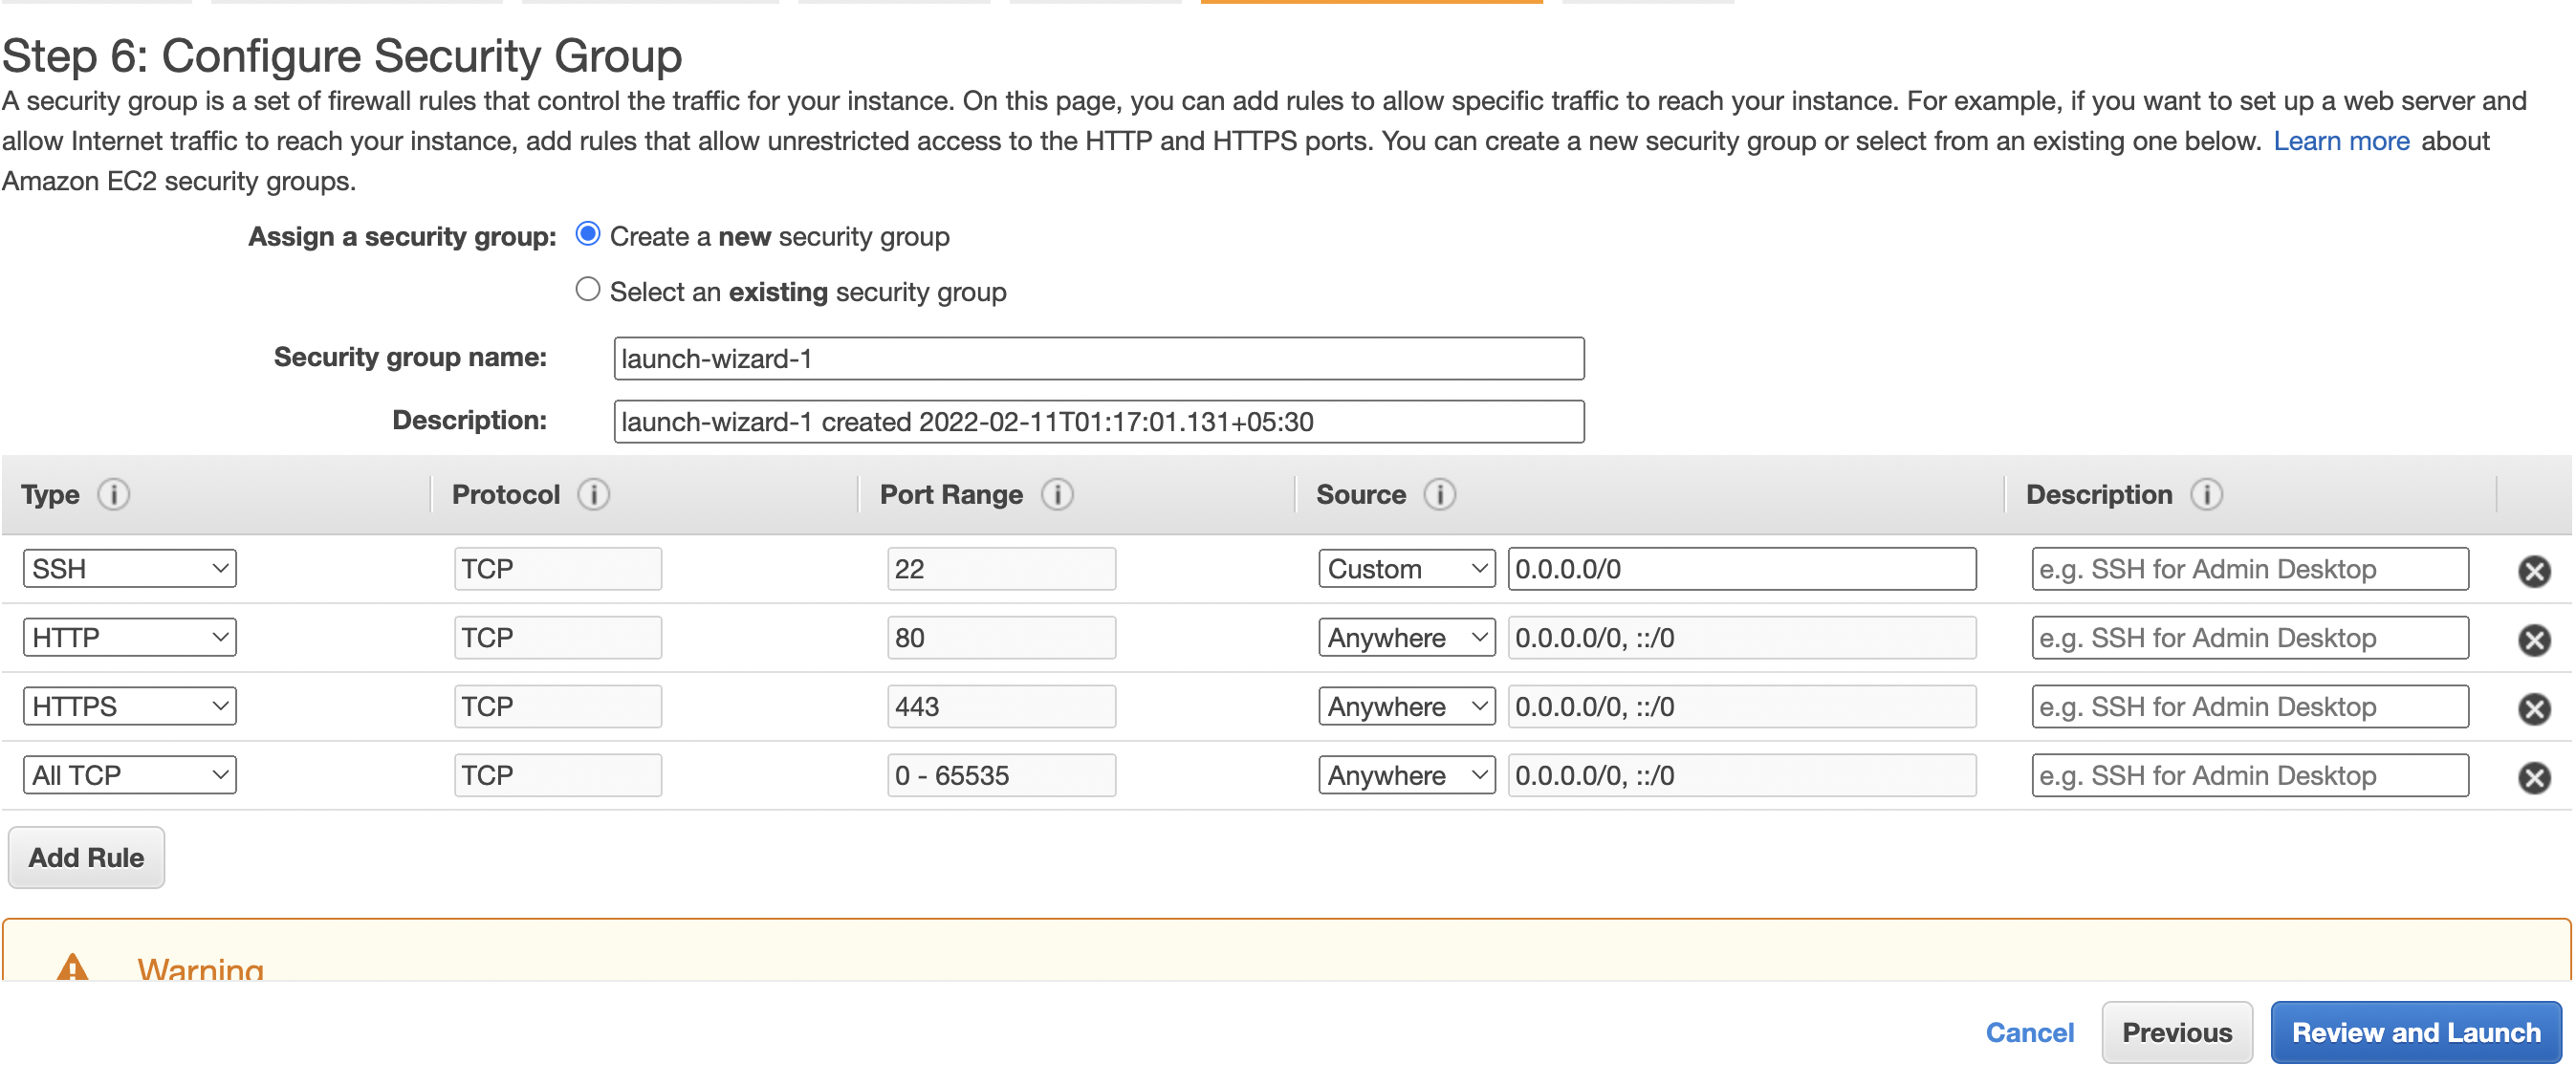 Step 6: Configure Security Group
A security group is a set of firewall rules that control the traffic for your instance. On this page, you can add rules to allow specific traffic to reach your instance. For example, if you want to set up a web server and
allow Internet traffic to reach your instance, add rules that allow unrestricted access to the HTTP and HTTPS ports. You can create a new security group or select from an existing one below. Learn more about
Amazon EC2 security groups.
Assign a security group: Create a new security group
Select an existing security group
Security group name: launch-wizard-1
Description: launch-wizard-1 created 2022-02-11T01:17:01.131+05:30
Type Protocol Port Range Source Description
SSH TCP 22 Custom 0.0.0.0/0 e.g. SSH for Admin Desktop
HTTP TCP 80 Anywhere 0.0.0.0/0, ::/0 e.g. SSH for Admin Desktop
HTTPS TCP 443 Anywhere 0.0.0.0/0, ::/0 e.g. SSH for Admin Desktop
All TCP TCP 0 - 65535 Anywhere 0.0.0.0/0, ::/0 e.g. SSH for Admin Desktop
Add Rule
Warning
Cancel Previous Review and Launch